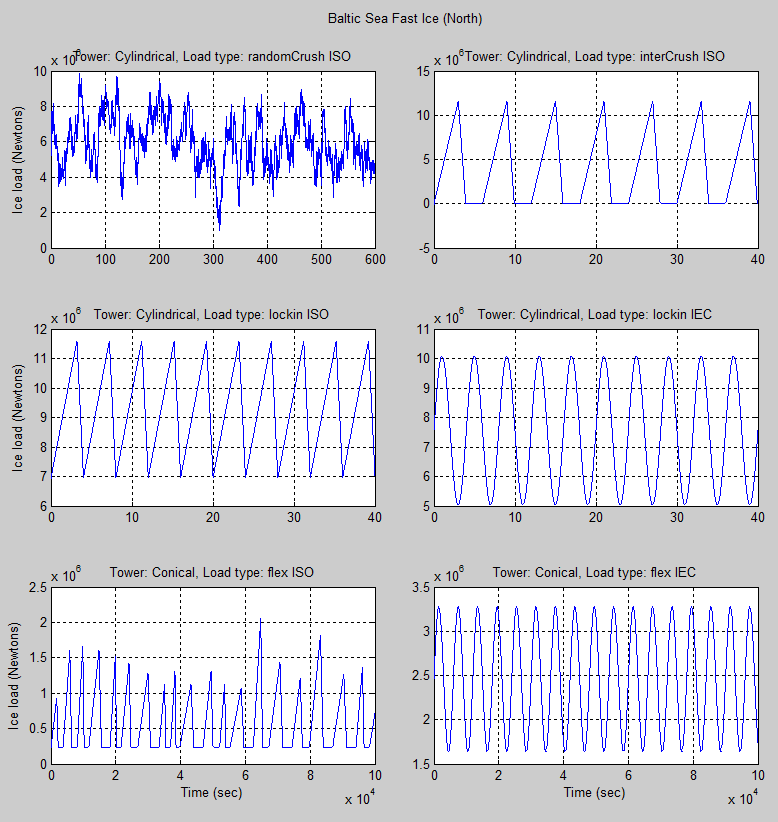 Baltic Sea Fast Ice (North)
x 10^6 Tower: Cylindrical, Load type: randomCrush ISO
10
8
6
4
2
0
Ice load (Newtons)
0 100 200 300 400 500 600
x 10^6 Tower: Cylindrical, Load type: interCrush ISO
15
10
5
0
-5
0 10 20 30 40
x 10^6 Tower: Cylindrical, Load type: lockin ISO
12
11
10
9
8
7
6
Ice load (Newtons)
0 10 20 30 40
x 10^6 Tower: Cylindrical, Load type: lockin IEC
11
10
9
8
7
6
5
0 10 20 30 40
x 10^6 Tower: Conical, Load type: flex ISO
2.5
2
1.5
1
0.5
0
Ice load (Newtons)
0 2 4 6 8 10
Time (sec)
x 10^4
x 10^6 Tower: Conical, Load type: flex IEC
3.5
3
2.5
2
1.5
0 2 4 6 8 10
Time (sec)
x 10^4